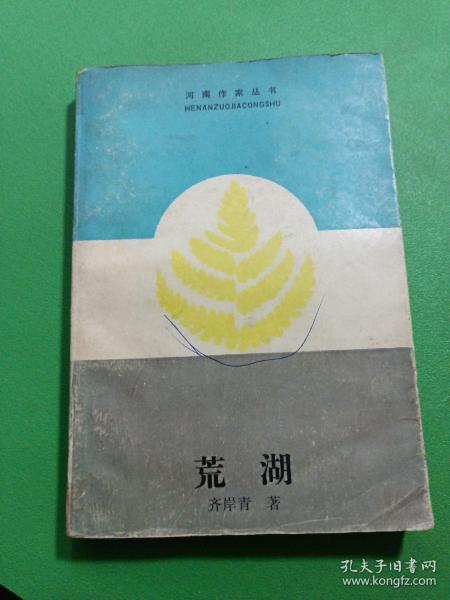 河南作家丛书
HENANZUOJIACONGSHU
荒湖
齐岸青 著
孔夫子旧书网
www.kongfz.com